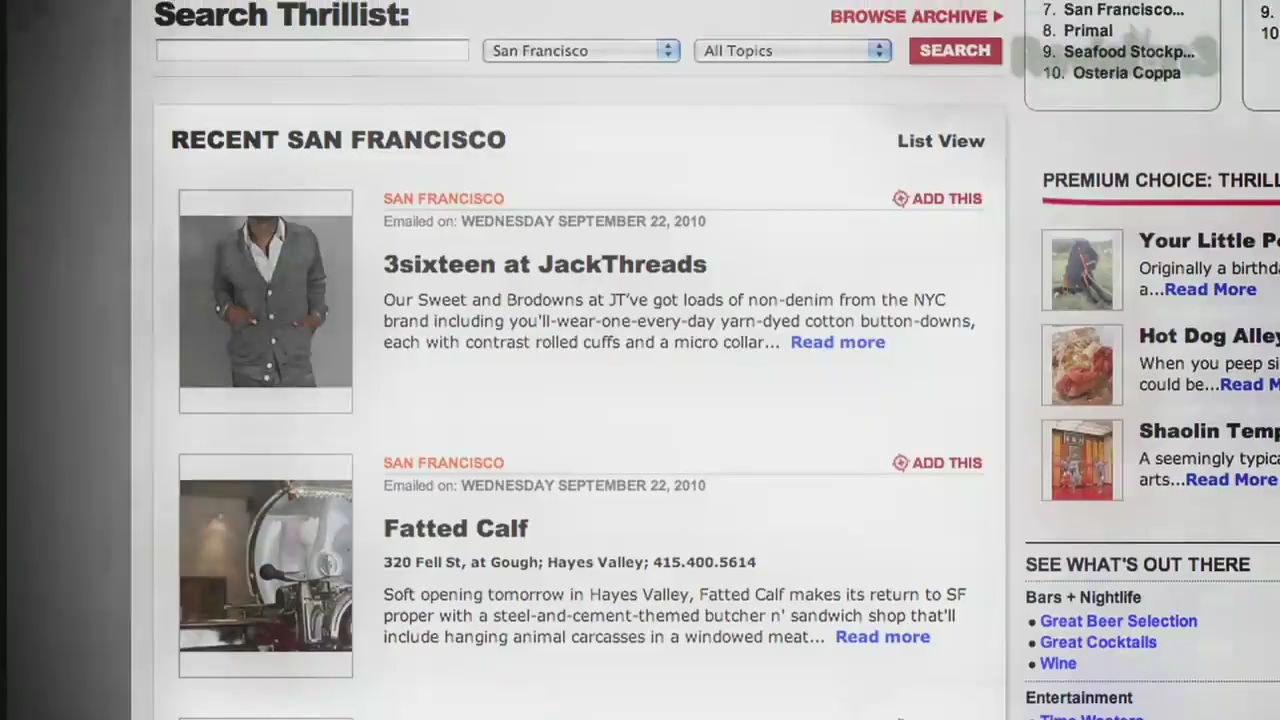 Search Thrillist:
BROWSE ARCHIVE
San Francisco
All Topics
SEARCH
7. San Francisco...
8. Primal
9. Seafood Stockp...
10. Osteria Coppa
9.
10
RECENT SAN FRANCISCO
List View
SAN FRANCISCO
ADD THIS
Emailed on: WEDNESDAY SEPTEMBER 22, 2010
3sixteen at JackThreads
Our Sweet and Brodowns at JT've got loads of non-denim from the NYC
brand including you'll-wear-one-every-day yarn-dyed cotton button-downs,
each with contrast rolled cuffs and a micro collar... Read more
SAN FRANCISCO
ADD THIS
Emailed on: WEDNESDAY SEPTEMBER 22, 2010
Fatted Calf
320 Fell St, at Gough; Hayes Valley; 415.400.5614
Soft opening tomorrow in Hayes Valley, Fatted Calf makes its return to SF
proper with a steel-and-cement-themed butcher n' sandwich shop that'll
include hanging animal carcasses in a windowed meat... Read more
PREMIUM CHOICE: THRILL
Your Little Po
Originally a birthda
a...Read More
Hot Dog Alley
When you peep si
could be...Read M
Shaolin Temp
A seemingly typica
arts...Read More
SEE WHAT'S OUT THERE
Bars + Nightlife
• Great Beer Selection
• Great Cocktails
• Wine
Entertainment
• Time Wasters